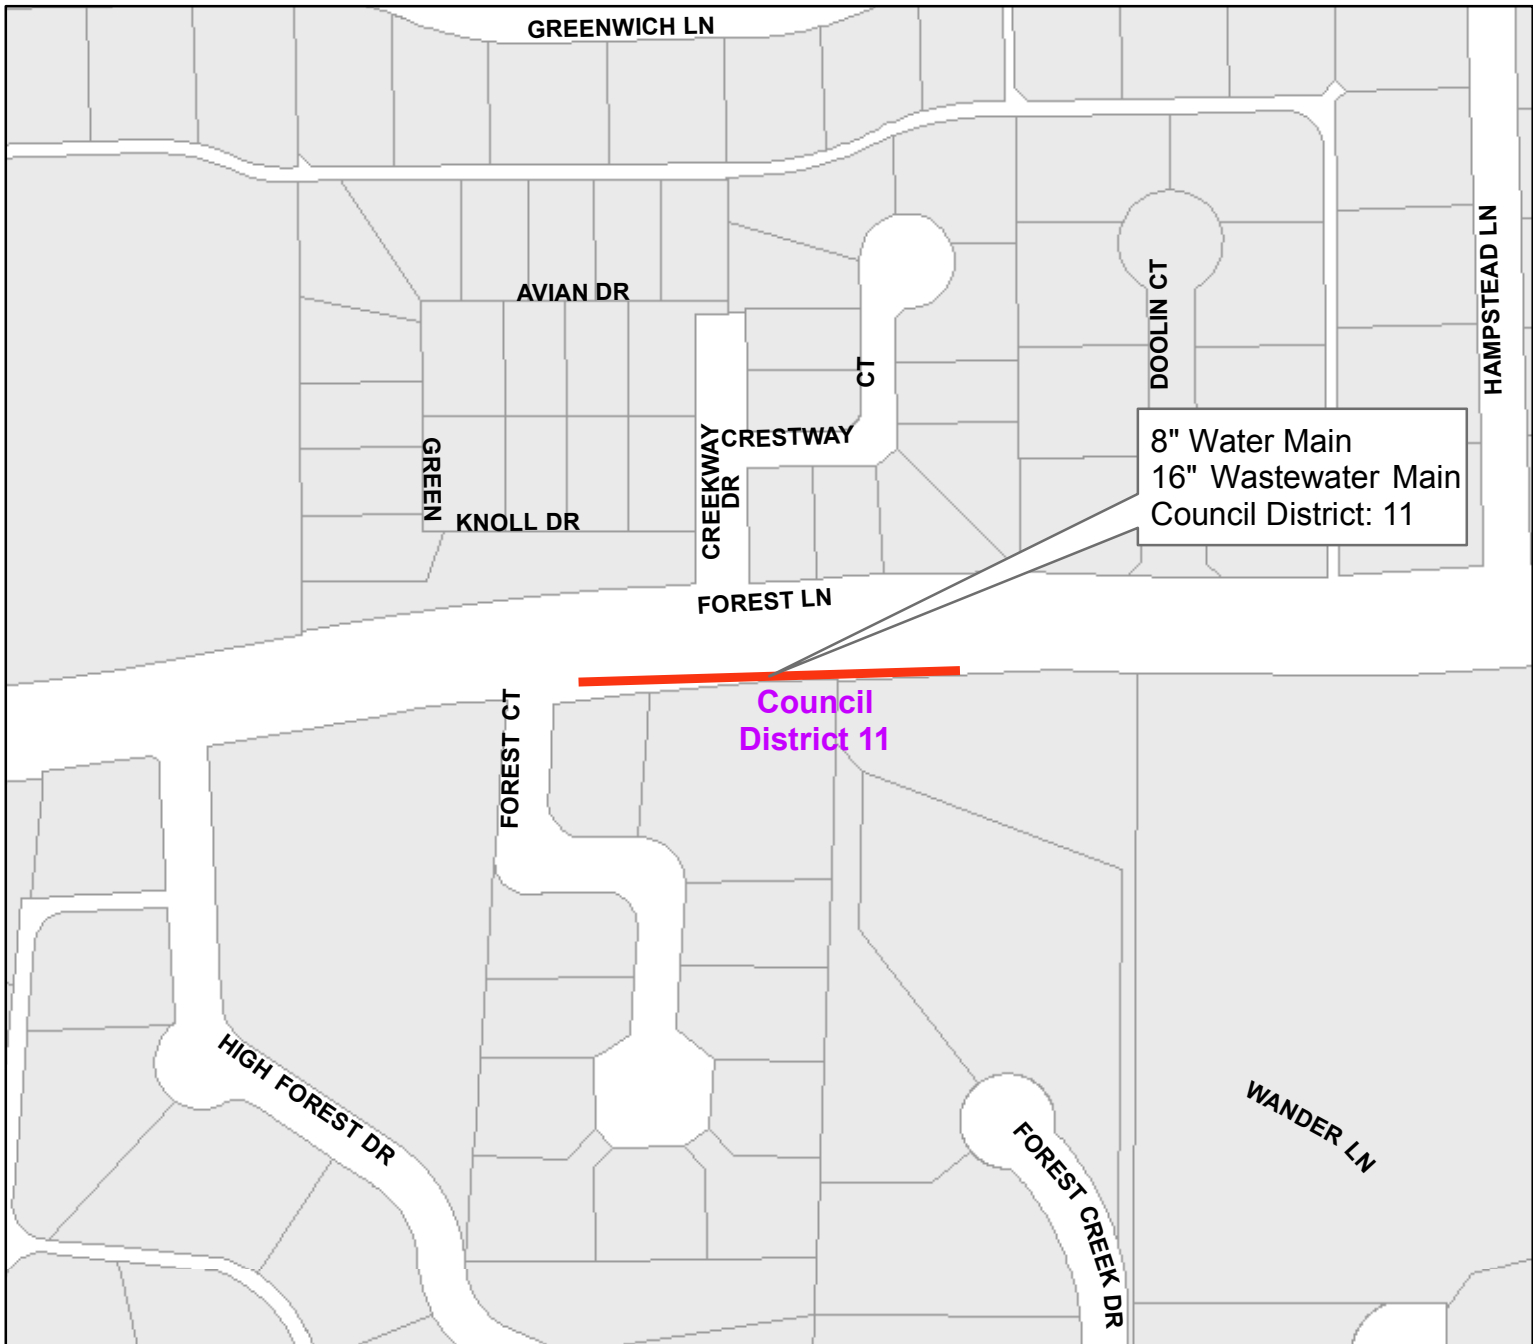 GREENWICH LN
HAMPSTEAD LN
AVIAN DR
DOOLIN CT
CT
CRESTWAY
CREEKWAY
DR
GREEN
KNOLL DR
8" Water Main
16" Wastewater Main
Council District: 11
FOREST LN
Council
District 11
FOREST CT
HIGH FOREST DR
WANDER LN
FOREST CREEK DR